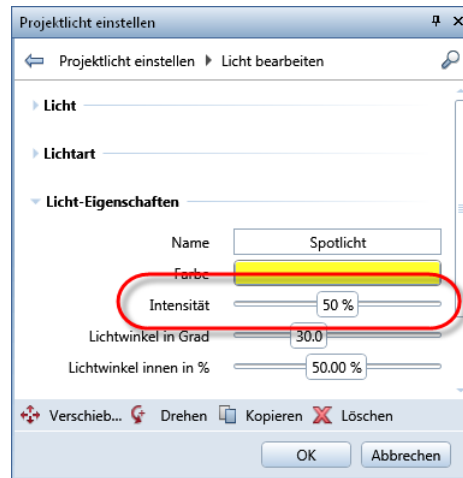 Projektlicht einstellen
Projektlicht einstellen Licht bearbeiten
Licht
Lichtart
Licht-Eigenschaften
Name Spotlicht
Farbe
Intensität 50 %
Lichtwinkel in Grad 30.0
Lichtwinkel innen in % 50.00 %
Verschieb... Drehen Kopieren Löschen
OK Abbrechen